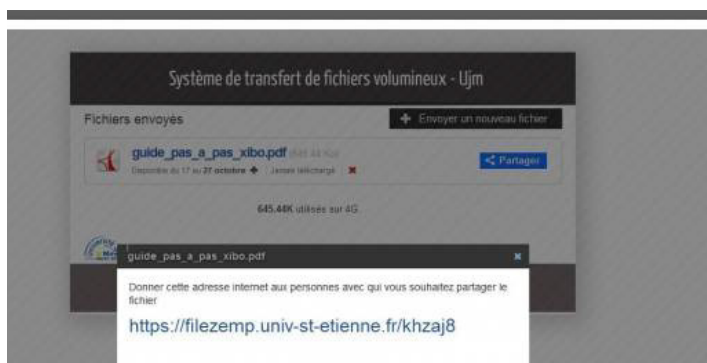 Système de transfert de fichiers volumineux - Ujm
Fichiers envoyés
Envoyer un nouveau fichier
guide_pas_a_pas_xibo.pdf
Disponible du 17 au 27 octobre Jamais téléchargé
Partager
645.44K utilisés sur 4G
guide_pas_a_pas_xibo.pdf
Donner cette adresse internet aux personnes avec qui vous souhaitez partager le
fichier
https://filezemp.univ-st-etienne.fr/khzaj8